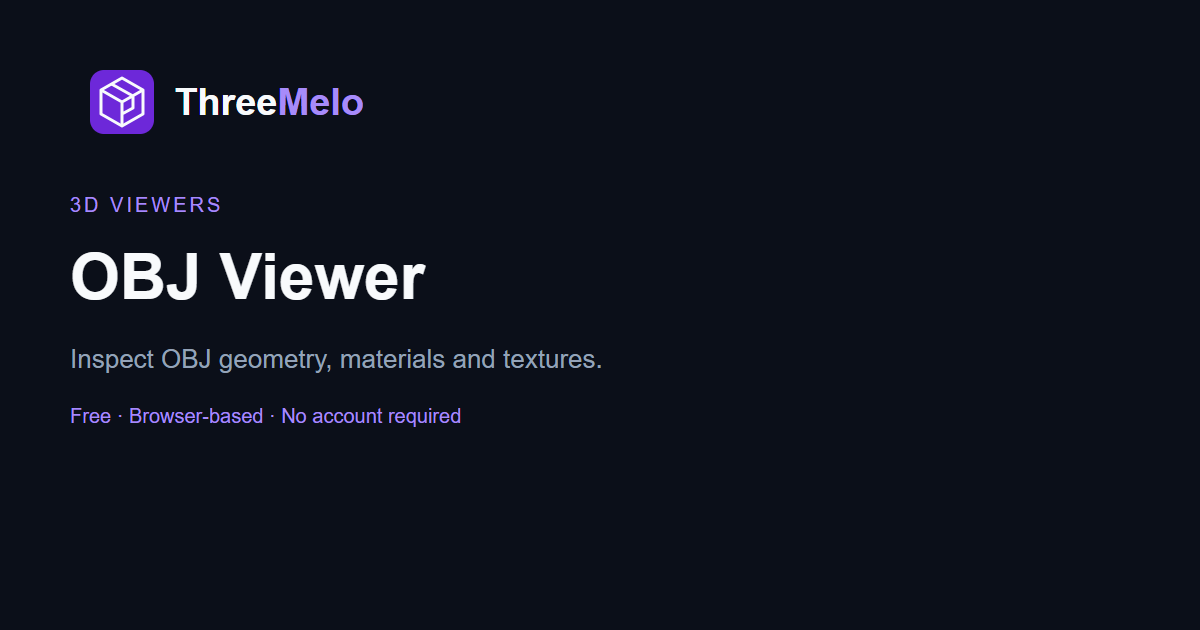 ThreeMelo
3D VIEWERS
OBJ Viewer
Inspect OBJ geometry, materials and textures.
Free · Browser-based · No account required